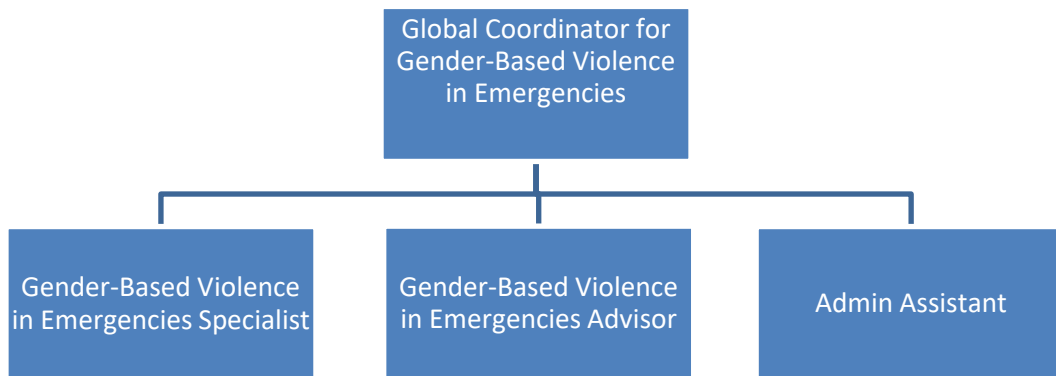 Global Coordinator for
Gender-Based Violence
in Emergencies
Gender-Based Violence
in Emergencies Specialist
Gender-Based Violence
in Emergencies Advisor
Admin Assistant